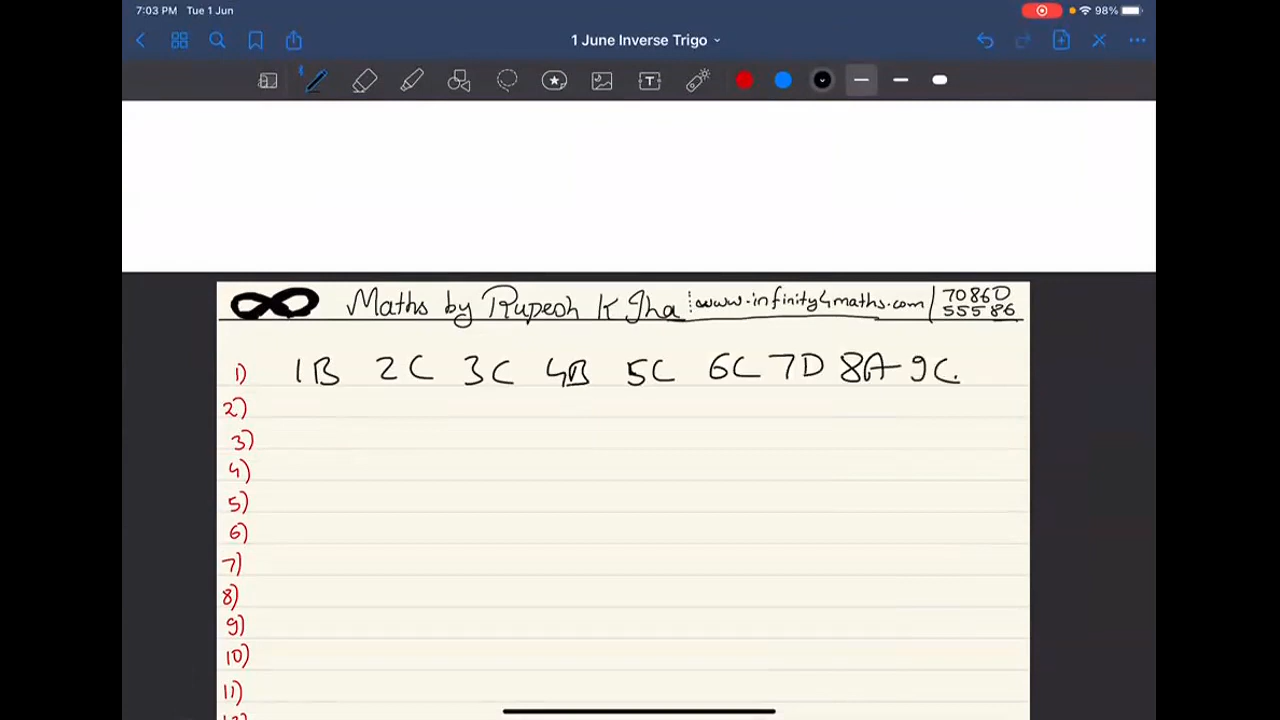 7:03 PM Tue 1 Jun 98%
1 June Inverse Trigo
Maths by Rupesh K Jha www.infinity4maths.com 70860
55586
1) 1B 2C 3C 4B 5C 6C 7D 8A 9C.
2)
3)
4)
5)
6)
7)
8)
9)
10)
11)